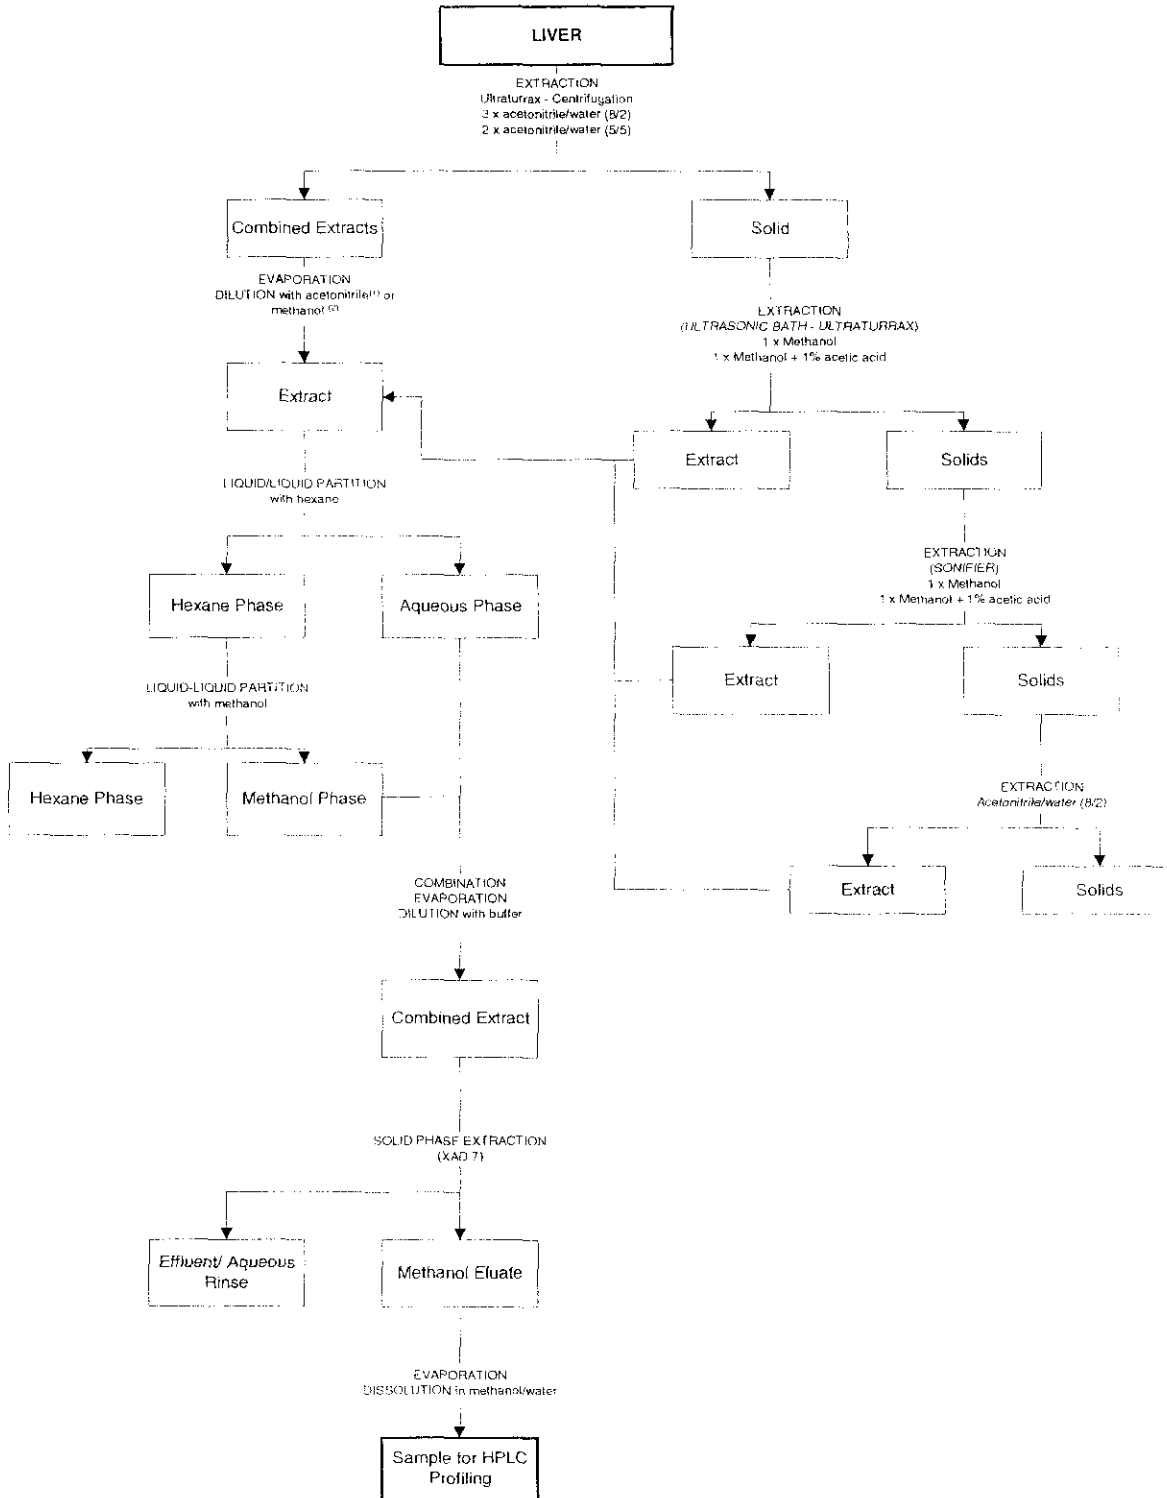 LIVER
EXTRACTION
Ultraturrax - Centrifugation
3 x acetonitrile/water (8/2)
2 x acetonitrile/water (5/5)
Combined Extracts
Solid
EVAPORATION
DILUTION with acetonitrile(1) or
methanol (2)
EXTRACTION
(ULTRASONIC BATH - ULTRATURRAX)
1 x Methanol
1 x Methanol + 1% acetic acid
Extract
Extract
Solids
LIQUID/LIQUID PARTITION
with hexane
EXTRACTION
(SONIFIER)
1 x Methanol
1 x Methanol + 1% acetic acid
Hexane Phase
Aqueous Phase
Extract
Solids
LIQUID-LIQUID PARTITION
with methanol
Hexane Phase
Methanol Phase
EXTRACTION
Acetonitrile/water (8/2)
Extract
Solids
COMBINATION
EVAPORATION
DILUTION with buffer
Combined Extract
SOLID PHASE EXTRACTION
(XAD 7)
Effluent/ Aqueous
Rinse
Methanol Eluate
EVAPORATION
DISSOLUTION in methanol/water
Sample for HPLC
Profiling